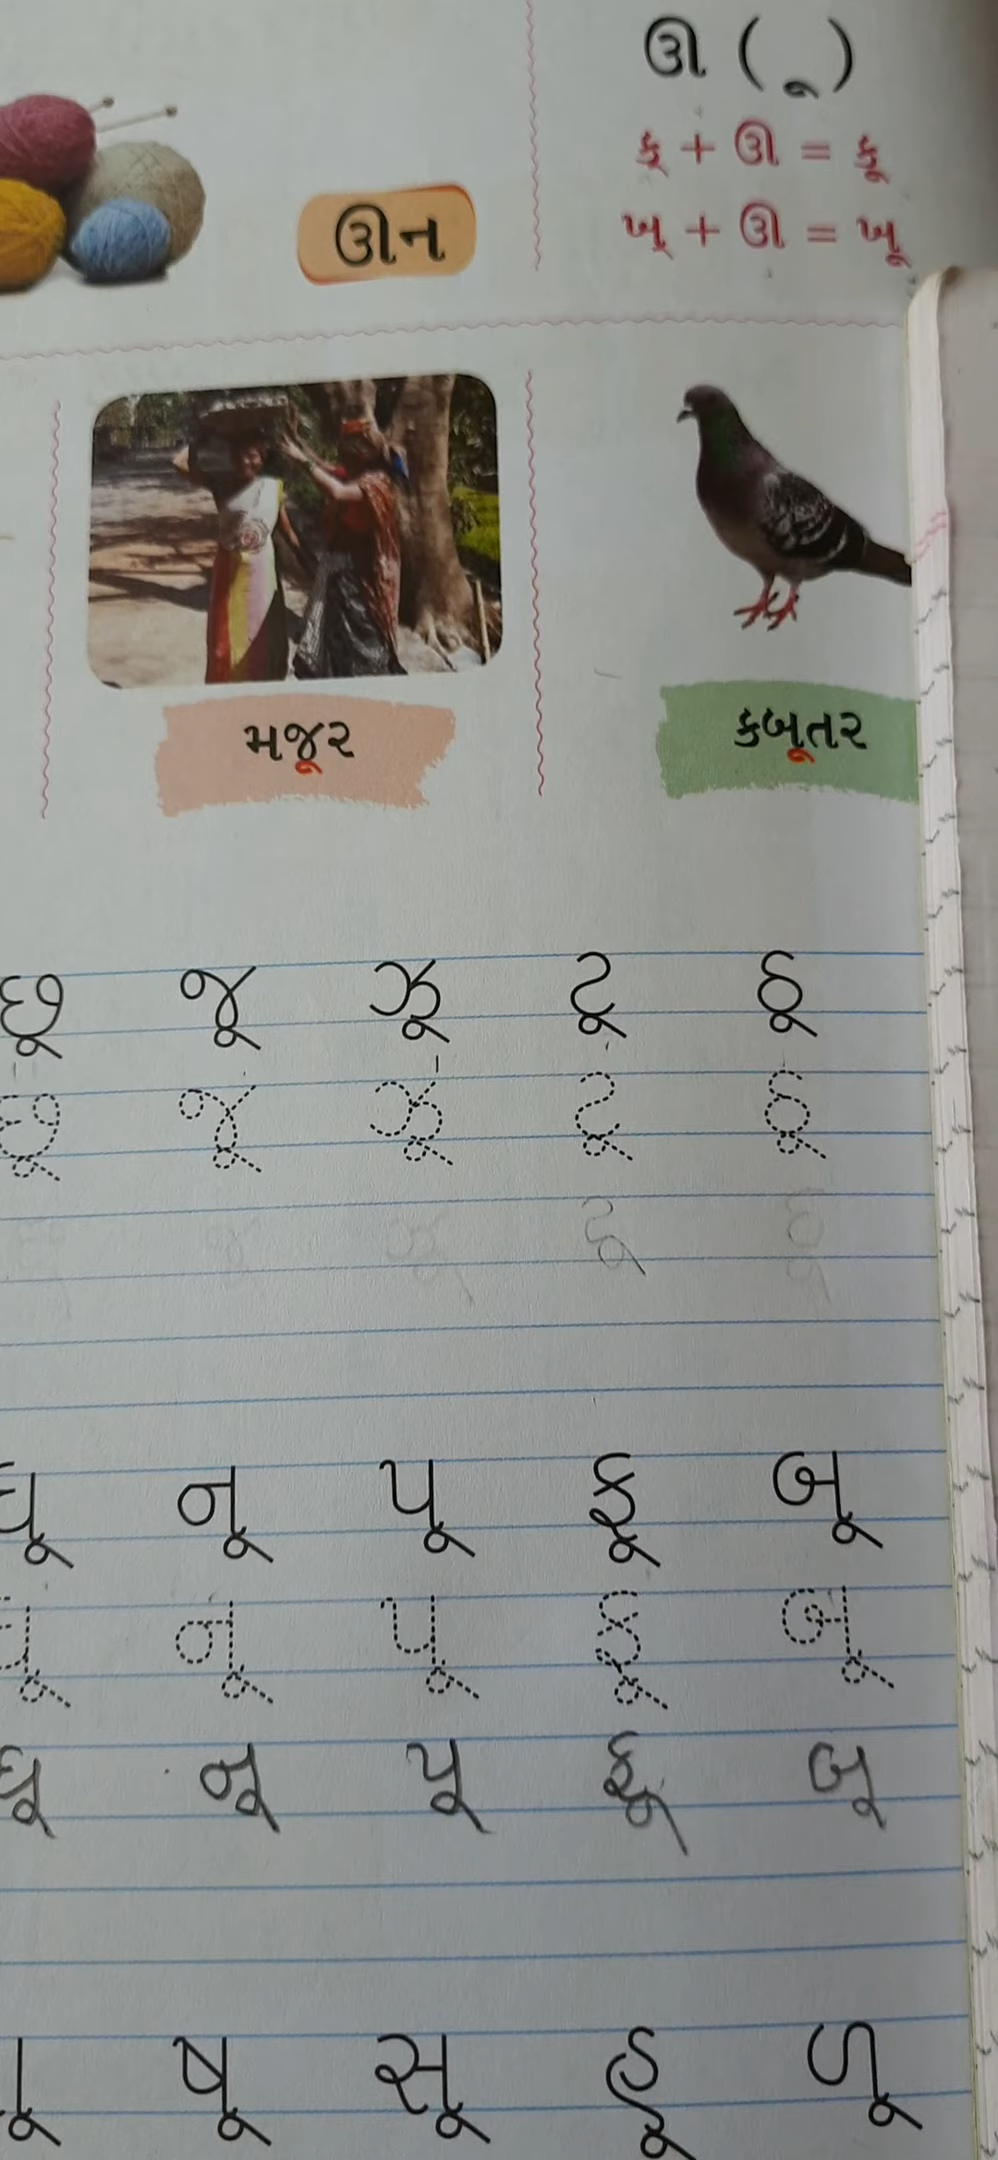 ઊ ( ૂ )
ક્ + ઊ = કૂ
ખ્ + ઊ = ખૂ
ઊન
મજૂર કબૂતર
છૂ જૂ ઝૂ ટૂ ઠૂ
છૂ જૂ ઝૂ ટૂ ઠૂ
છૂ જૂ ઝૂ ટૂ ઠૂ
નૂ પૂ ફૂ બૂ
નૂ પૂ ફૂ બૂ
નૂ પૂ ફૂ બૂ
ષૂ સૂ હૂ ળૂ